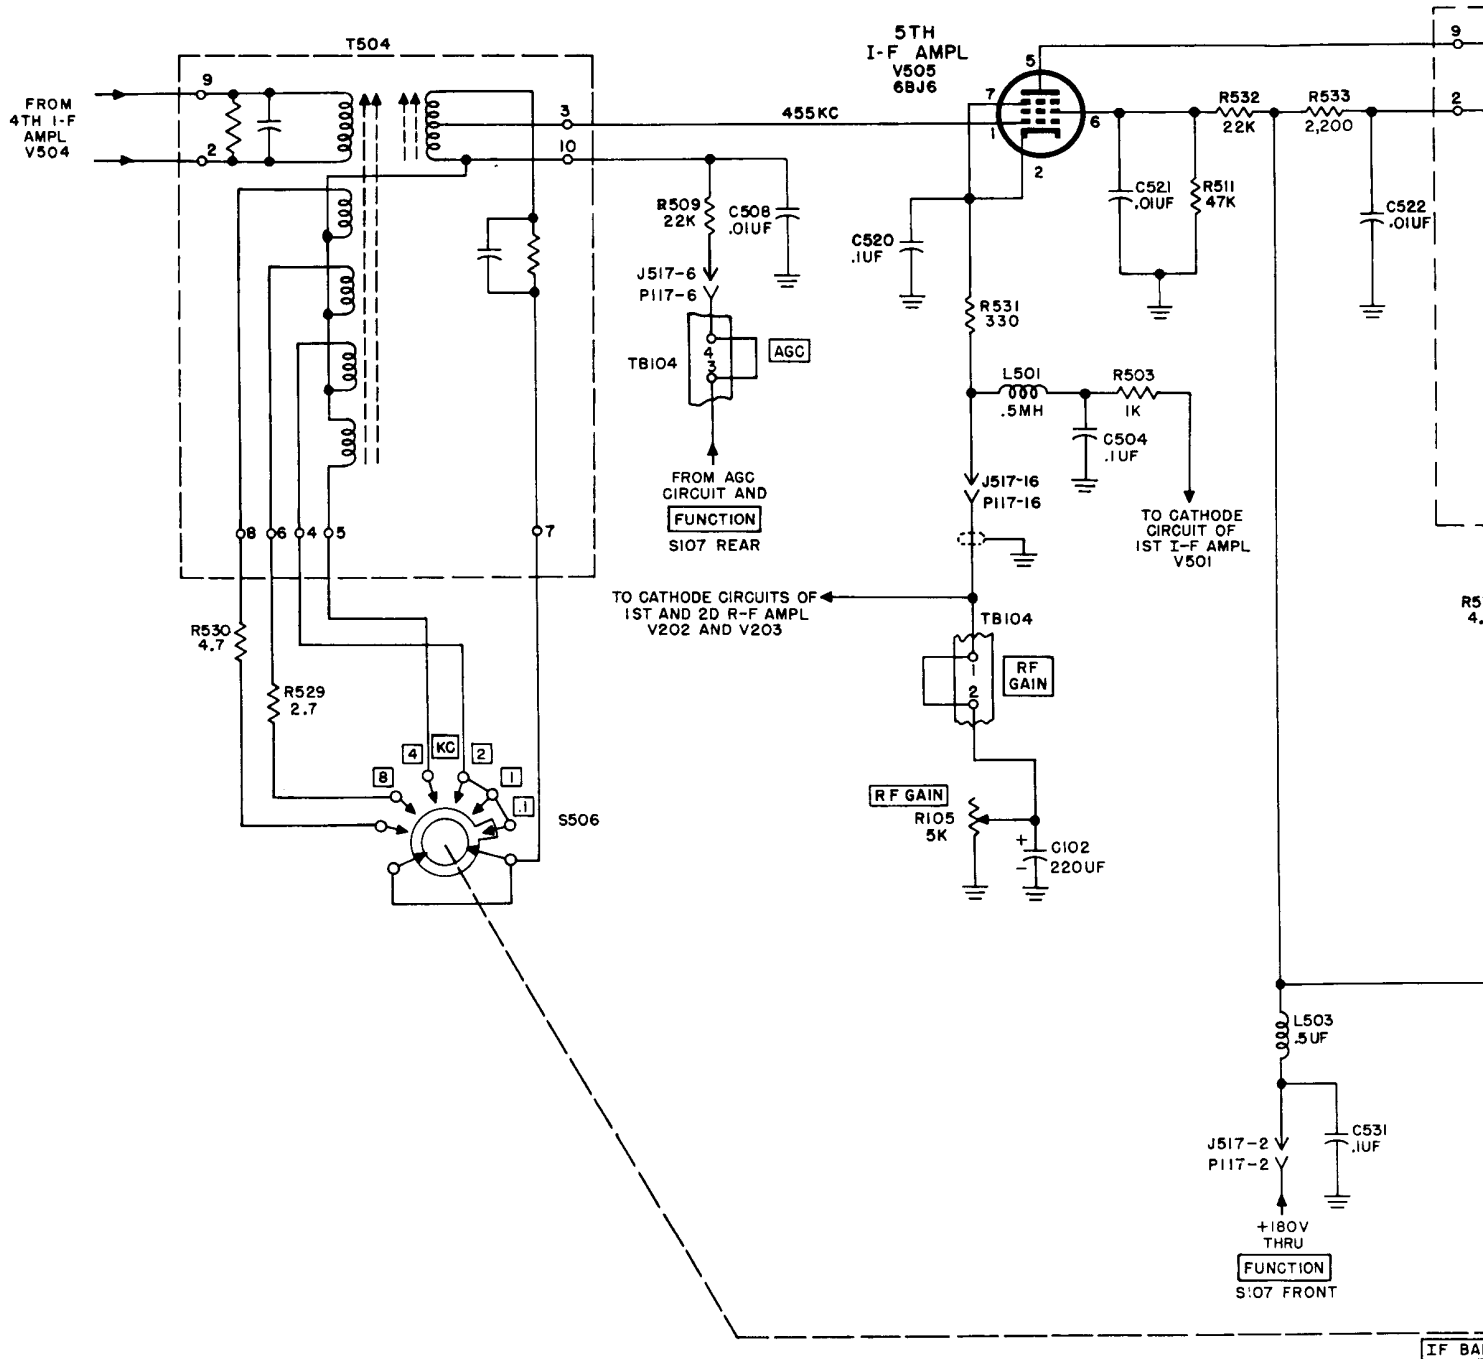 T504
5TH
I-F AMPL
V505
6BJ6
9
FROM
4TH I-F
AMPL
V504
2
3
455KC
10
5
7
1
6
2
R532
22K
R533
2,200
9
2
R509
22K
C508
.01UF
C520
.1UF
C521
.01UF
R511
47K
C522
.01UF
J517-6
P117-6
TB104
4
3
AGC
R531
330
L501
.5MH
R503
1K
C504
.1UF
FROM AGC
CIRCUIT AND
FUNCTION
S107 REAR
J517-16
P117-16
TO CATHODE
CIRCUIT OF
1ST I-F AMPL
V501
8
6
4
5
7
TO CATHODE CIRCUITS OF
1ST AND 2D R-F AMPL
V202 AND V203
TB104
1
2
RF
GAIN
R5
4.
R530
4.7
R529
2.7
8
4
KC
2
1
.1
S506
RF GAIN
R105
5K
+
-
C102
220UF
L503
.5UF
J517-2
P117-2
C531
.1UF
+180V
THRU
FUNCTION
S107 FRONT
IF BA